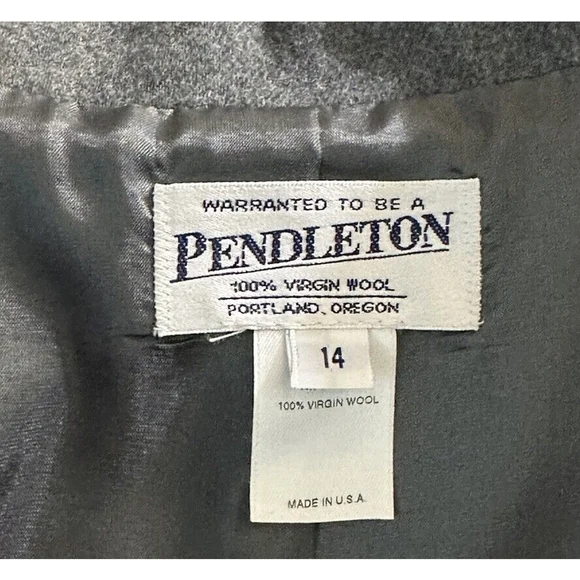 WARRANTED TO BE A
PENDLETON
100% VIRGIN WOOL
PORTLAND, OREGON
14
100% VIRGIN WOOL
MADE IN U.S.A.